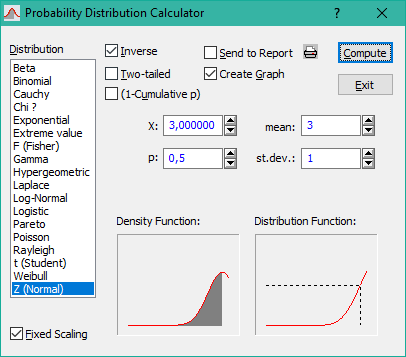 Probability Distribution Calculator ? ×
Distribution
Inverse
Send to Report
Compute
Two-tailed
Create Graph
(1-Cumulative p)
Exit
Beta
Binomial
Cauchy
Chi ?
Exponential
Extreme value
F (Fisher)
Gamma
Hypergeometric
Laplace
Log-Normal
Logistic
Pareto
Poisson
Rayleigh
t (Student)
Weibull
Z (Normal)
X: 3,000000 mean: 3
p: 0,5 st.dev.: 1
Density Function: Distribution Function:
Fixed Scaling